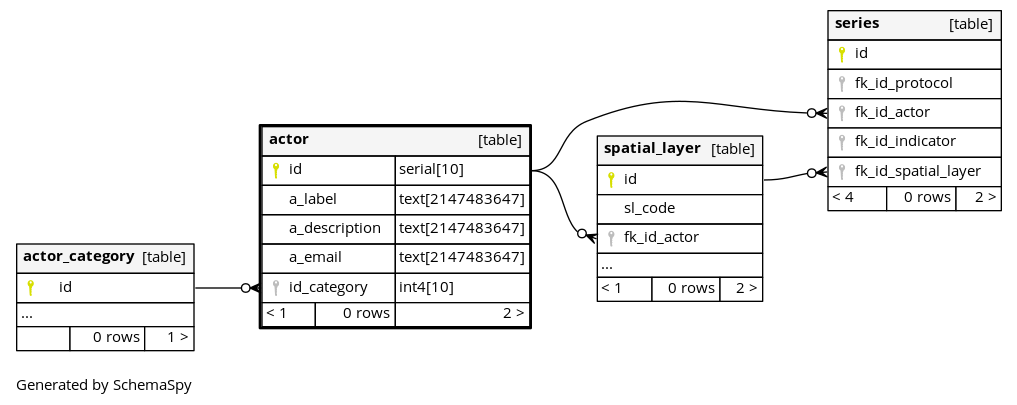 series [table]
id
fk_id_protocol
fk_id_actor
fk_id_indicator
fk_id_spatial_layer
< 4 0 rows 2 >
actor [table]
id serial[10]
a_label text[2147483647]
a_description text[2147483647]
a_email text[2147483647]
id_category int4[10]
< 1 0 rows 2 >
spatial_layer [table]
id
sl_code
fk_id_actor
...
< 1 0 rows 2 >
actor_category [table]
id
...
0 rows 1 >
Generated by SchemaSpy